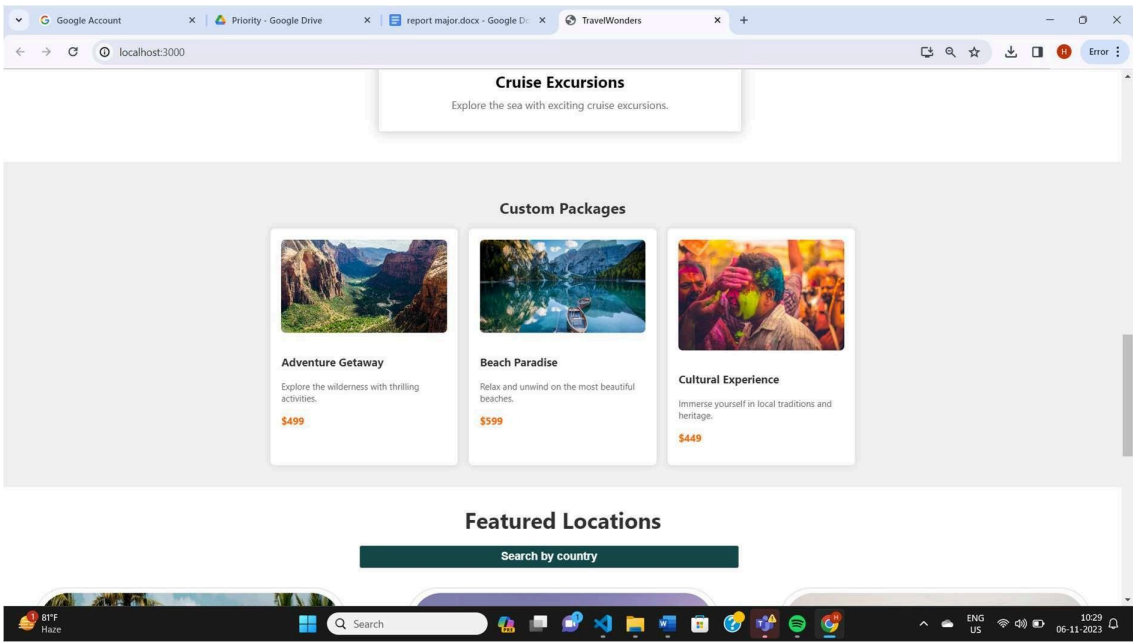 Google Account
Priority - Google Drive
report major.docx - Google Do
TravelWonders
localhost:3000
H
Error
Cruise Excursions
Explore the sea with exciting cruise excursions.
Custom Packages
Adventure Getaway
Explore the wilderness with thrilling
activities.
$499
Beach Paradise
Relax and unwind on the most beautiful
beaches.
$599
Cultural Experience
Immerse yourself in local traditions and
heritage.
$449
Featured Locations
Search by country
1
81°F
Haze
Search
ENG
US
10:29
06-11-2023